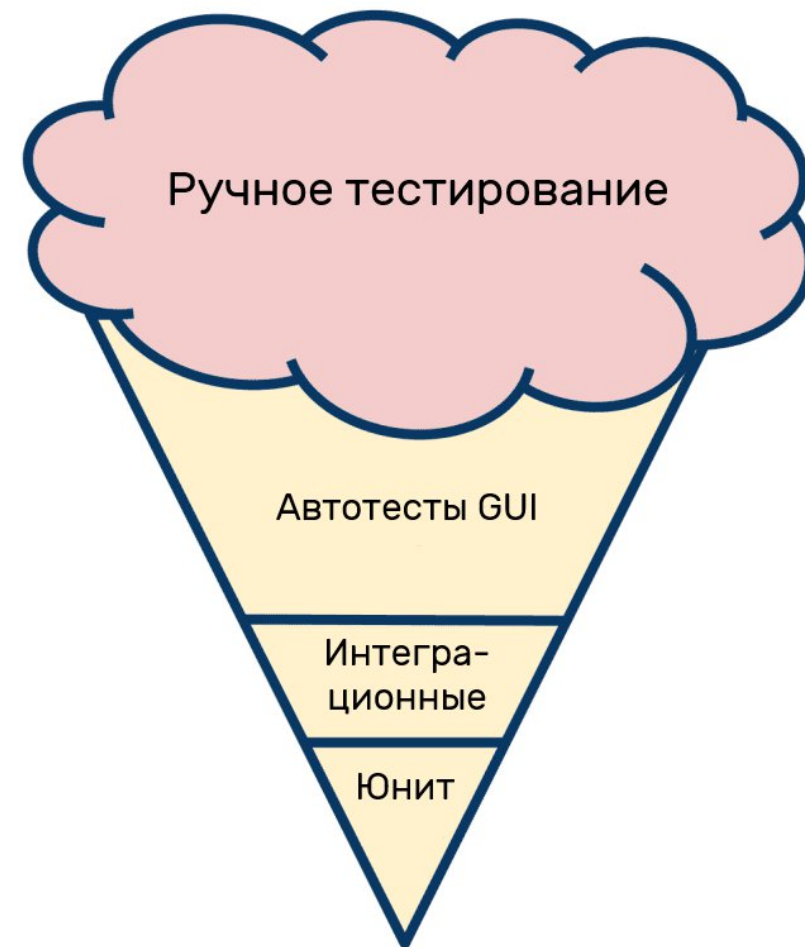 Ручное тестирование
Автотесты GUI
Интегра-
ционные
Юнит